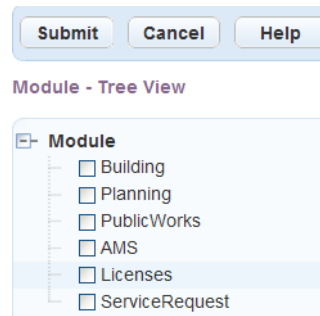 Submit Cancel Help
Module - Tree View
Module
Building
Planning
PublicWorks
AMS
Licenses
ServiceRequest